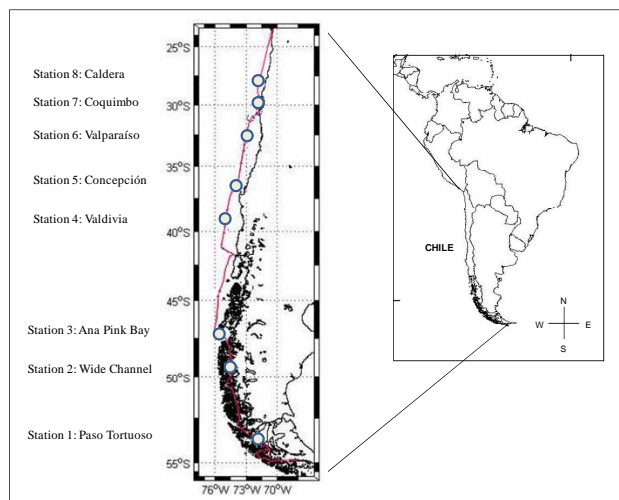 25°S
Station 8: Caldera
Station 7: Coquimbo
30°S
Station 6: Valparaíso
35°S
Station 5: Concepción
Station 4: Valdivia
40°S
CHILE
45°S
N
Station 3: Ana Pink Bay
W E
S
Station 2: Wide Channel
50°S
Station 1: Paso Tortuoso
55°S
76°W 73°W 70°W